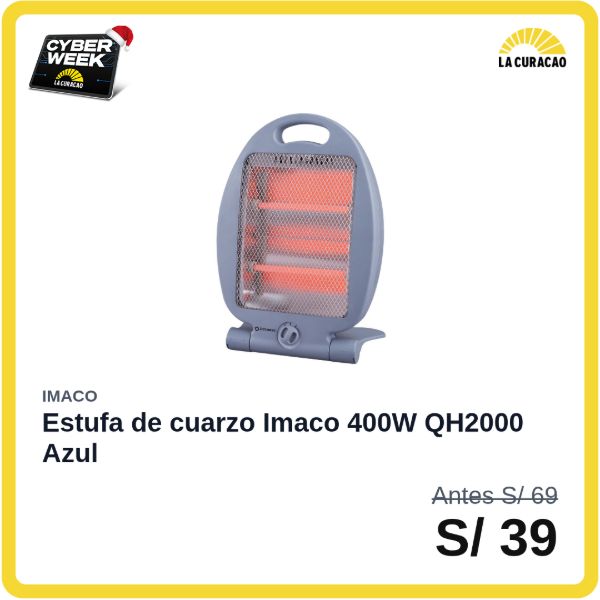 CYBER
WEEK
LA CURACAO
LA CURACAO
IMACO
Estufa de cuarzo Imaco 400W QH2000
Azul
Antes S/ 69
S/ 39